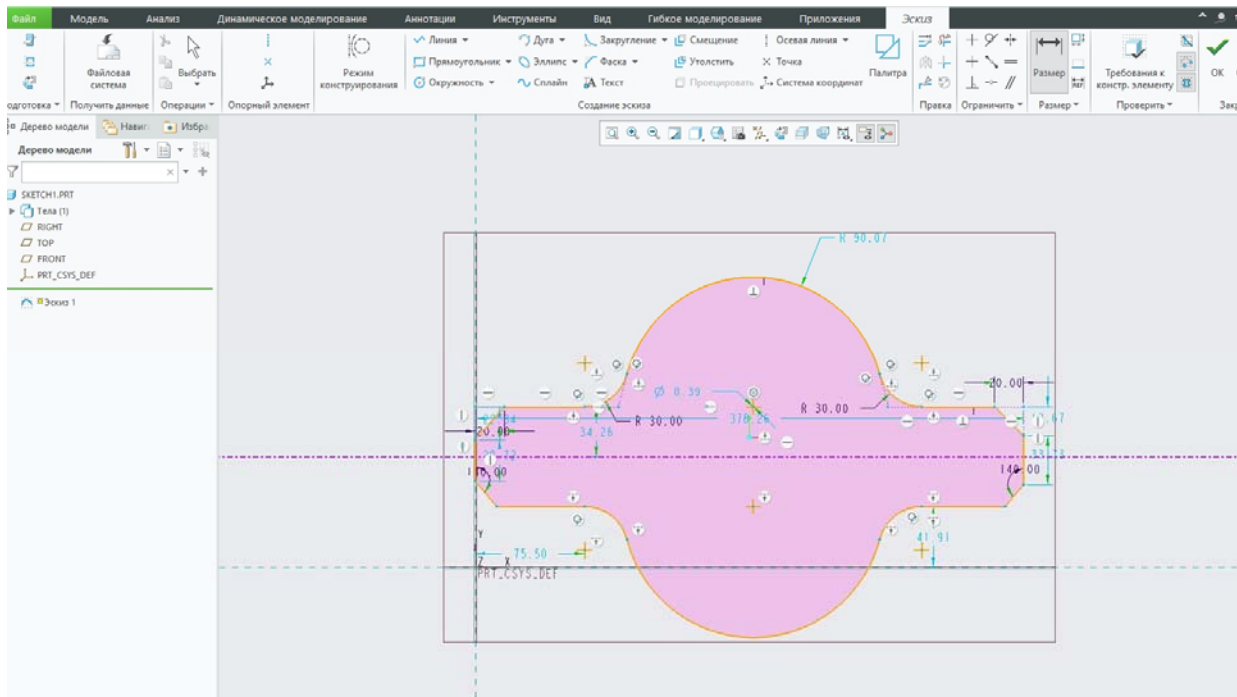 Файл Модель Анализ Динамическое моделирование Аннотации Инструменты Вид Гибкое моделирование Приложения Эскиз
Линия Дуга Закругление Смещение Осевая линия
Прямоугольник Эллипс Фаска Утолстить Точка
Окружность Сплайн Текст Проецировать Система координат
Файловая система
Выбрать
Режим конструирования
Палитра
Размер
Требования к констр. элементу
ОК
Получить данные Операции Опорный элемент Создание эскиза Правка Ограничить Размер Проверить
Дерево модели
Дерево модели
SKETCH1.PRT
Тела (1)
RIGHT
TOP
FRONT
PRT_CSYS_DEF
Эскиз 1
R 90.07
20.00
Ø 0.39
R 30.00
R 30.00
34.26
20.00
140.00
41.91
75.50
Y
Z X
PRT_CSYS_DEF